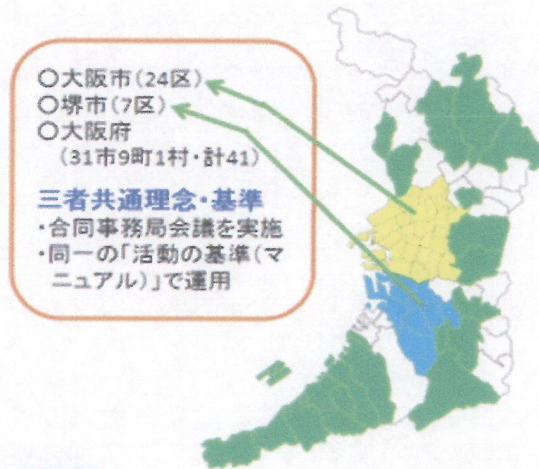 ○大阪市(24区)
○堺市(7区)
○大阪府
(31市9町1村・計41)
三者共通理念・基準
・合同事務局会議を実施
・同一の「活動の基準(マ
ニュアル)」で運用